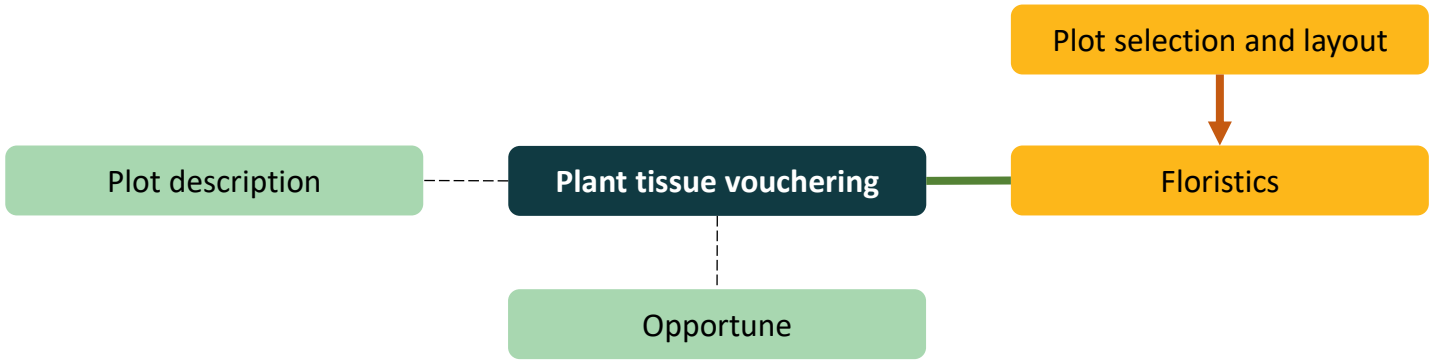 Plot selection and layout
Plot description
Plant tissue vouchering
Floristics
Opportune